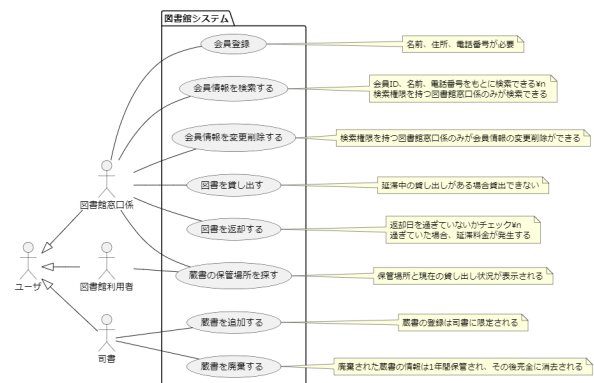 図書館システム
会員登録
名前、住所、電話番号が必要
会員情報を検索する
会員ID、名前、電話番号をもとに検索できる¥n
検索権限を持つ図書館窓口係のみが検索できる
会員情報を変更削除する
検索権限を持つ図書館窓口係のみが会員情報の変更削除ができる
図書館窓口係
図書を貸し出す
延滞中の貸し出しがある場合貸出できない
図書を返却する
返却日を過ぎていないかチェック¥n
過ぎていた場合、延滞料金が発生する
ユーザ
図書館利用者
蔵書の保管場所を探す
保管場所と現在の貸し出し状況が表示される
司書
蔵書を追加する
蔵書の登録は司書に限定される
蔵書を廃棄する
廃棄された蔵書の情報は1年間保管され、その後完全に消去される